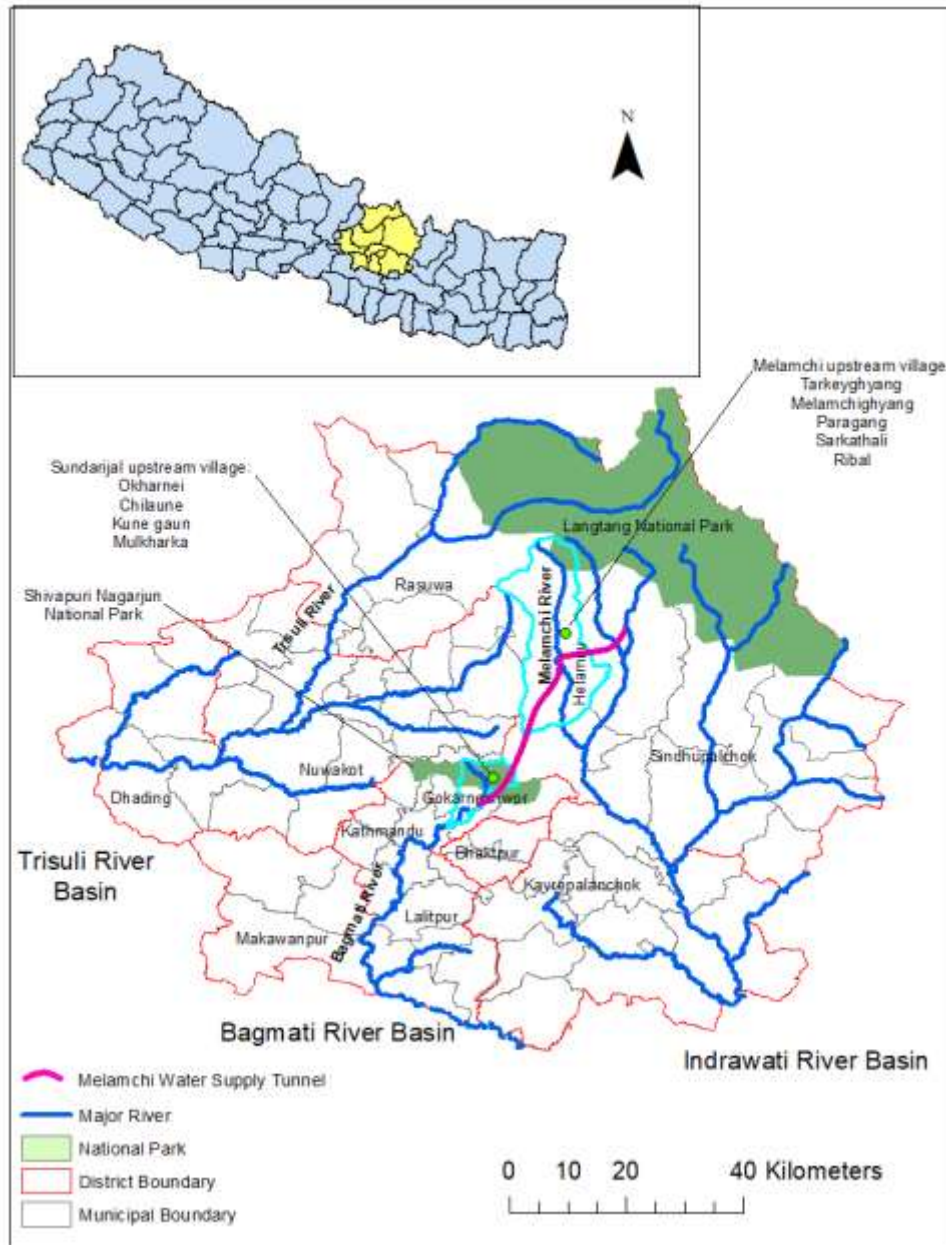 N
Melamchi upstream village
Tarkeyghyang
Melamchighyang
Paragang
Sarkathali
Ribal
Sundarijal upstream village:
Okharnei
Chilaune
Kune gaun
Mulkharka
Shivapuri Nagarjun
National Park
Langtang National Park
Rasuwa
Trisuli River
Melamchi River
Helambu
Sindhupalchok
Nuwakot
Dhading
Gokarneshwor
Kathmandu
Bhaktpur
Trisuli River
Basin
Bagmati River
Kavrepalanchok
Lalitpur
Makawanpur
Bagmati River Basin
Indrawati River Basin
Melamchi Water Supply Tunnel
Major River
National Park
District Boundary
Municipal Boundary
0 10 20 40 Kilometers